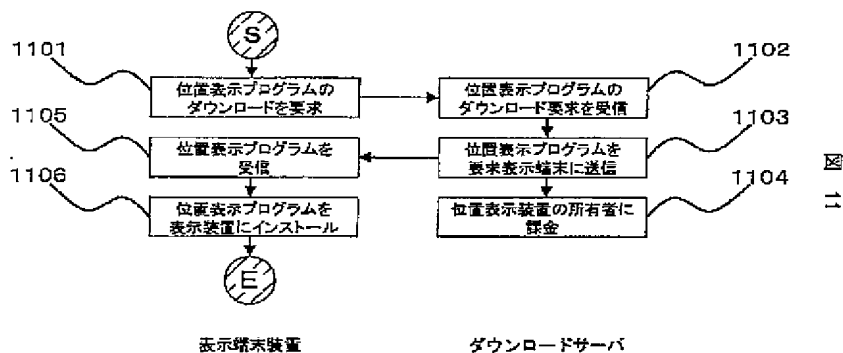 S
1101
位置表示プログラムの
ダウンロードを要求
1102
位置表示プログラムの
ダウンロード要求を受信
1105
位置表示プログラムを
受信
1103
位置表示プログラムを
要求表示端末に送信
1106
位置表示プログラムを
表示装置にインストール
1104
位置表示装置の所有者に
課金
E
表示端末装置
ダウンロードサーバ
図 11